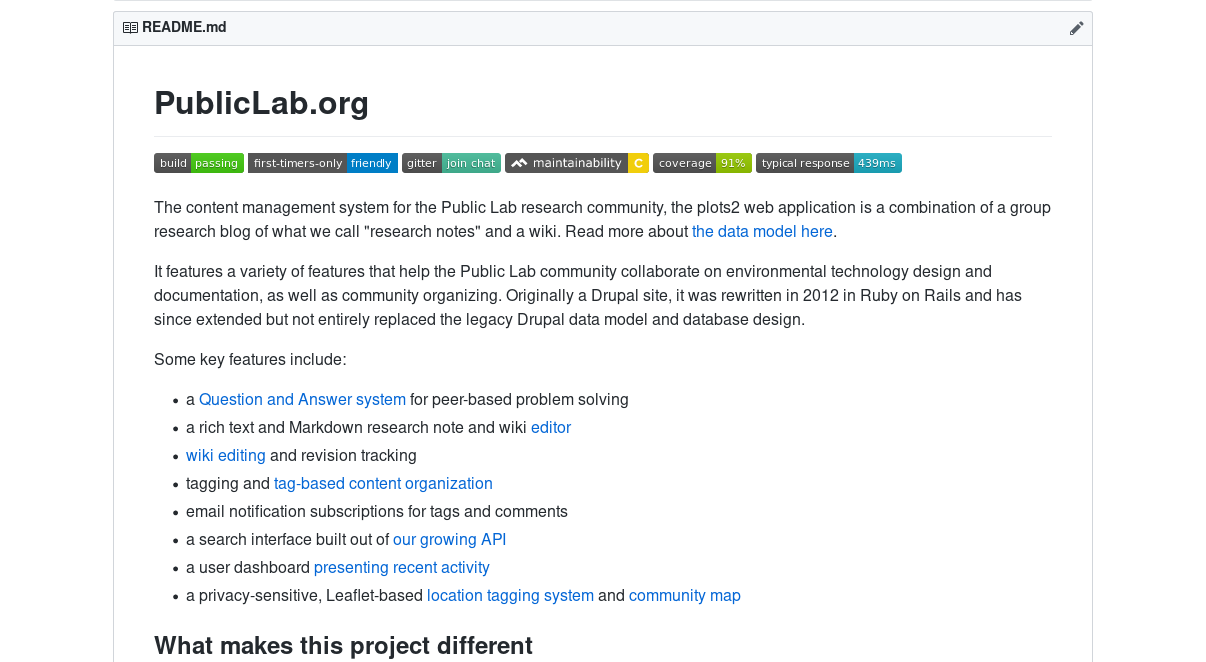 README.md
PublicLab.org
build passing first-timers-only friendly gitter join chat maintainability C coverage 91% typical response 439ms
The content management system for the Public Lab research community, the plots2 web application is a combination of a group
research blog of what we call "research notes" and a wiki. Read more about the data model here.
It features a variety of features that help the Public Lab community collaborate on environmental technology design and
documentation, as well as community organizing. Originally a Drupal site, it was rewritten in 2012 in Ruby on Rails and has
since extended but not entirely replaced the legacy Drupal data model and database design.
Some key features include:
• a Question and Answer system for peer-based problem solving
• a rich text and Markdown research note and wiki editor
• wiki editing and revision tracking
• tagging and tag-based content organization
• email notification subscriptions for tags and comments
• a search interface built out of our growing API
• a user dashboard presenting recent activity
• a privacy-sensitive, Leaflet-based location tagging system and community map
What makes this project different